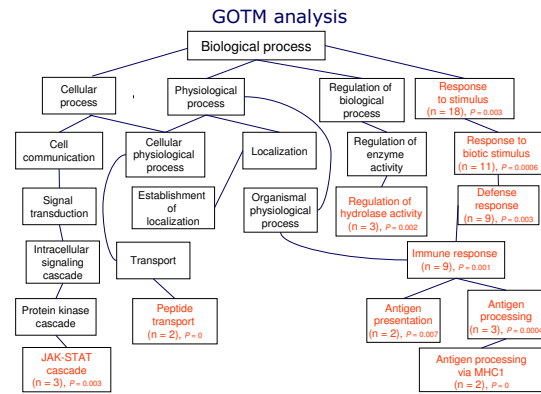 GOTM analysis
Biological process
Cellular
process
Physiological
process
Regulation of
biological
process
Response
to stimulus
(n = 18), P = 0.003
Cell
communication
Cellular
physiological
process
Localization
Regulation
of enzyme
activity
Response to
biotic stimulus
(n = 11), P = 0.0006
Signal
transduction
Establishment
of
localization
Organismal
physiological
process
Regulation of
hydrolase activity
(n = 3), P = 0.002
Defense
response
(n = 9), P = 0.003
Intracellular
signaling
cascade
Transport
Immune response
(n = 9), P = 0.001
Protein kinase
cascade
Peptide
transport
(n = 2), P = 0
Antigen
presentation
(n = 2), P = 0.007
Antigen
processing
(n = 3), P = 0.0004
JAK-STAT
cascade
(n = 3), P = 0.003
Antigen processing
via MHC1
(n = 2), P = 0